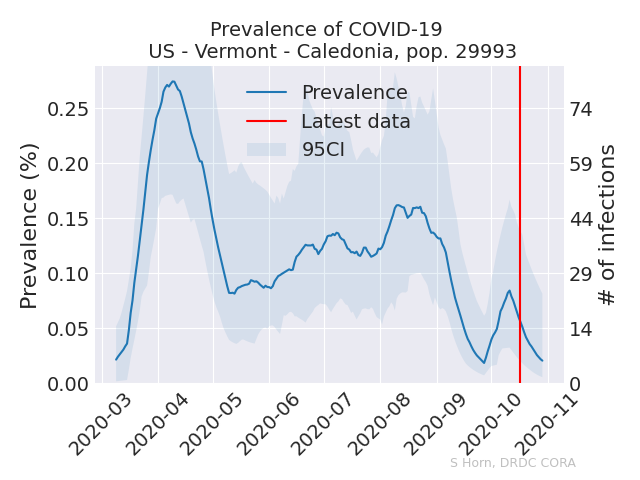 Prevalence of COVID-19
US - Vermont - Caledonia, pop. 29993
Prevalence
Latest data
95CI
Prevalence (%)
0.25
0.20
0.15
0.10
0.05
0.00
74
59
44
29
14
0
# of infections
2020-03
2020-04
2020-05
2020-06
2020-07
2020-08
2020-09
2020-10
2020-11
S Horn, DRDC CORA